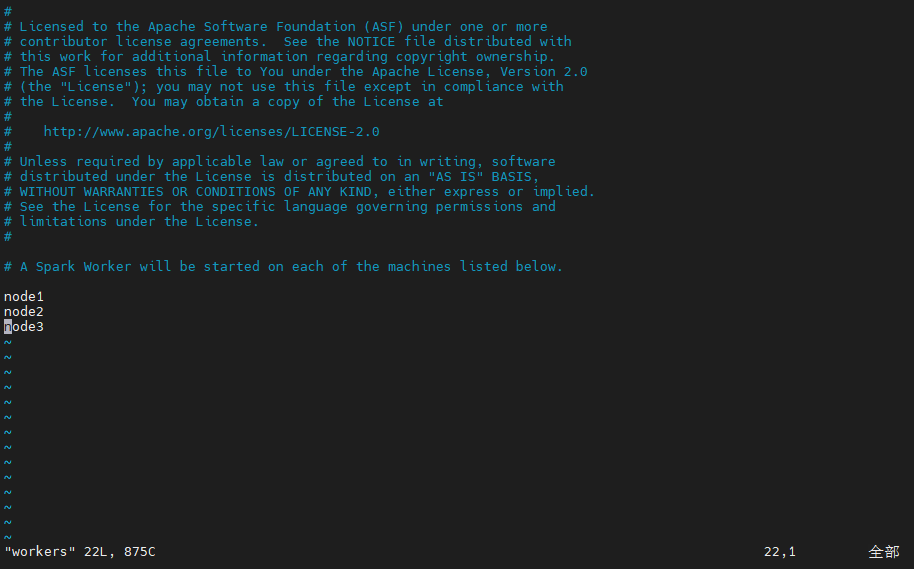 #
# Licensed to the Apache Software Foundation (ASF) under one or more
# contributor license agreements.  See the NOTICE file distributed with
# this work for additional information regarding copyright ownership.
# The ASF licenses this file to You under the Apache License, Version 2.0
# (the "License"); you may not use this file except in compliance with
# the License.  You may obtain a copy of the License at
#
#    http://www.apache.org/licenses/LICENSE-2.0
#
# Unless required by applicable law or agreed to in writing, software
# distributed under the License is distributed on an "AS IS" BASIS,
# WITHOUT WARRANTIES OR CONDITIONS OF ANY KIND, either express or implied.
# See the License for the specific language governing permissions and
# limitations under the License.
#

# A Spark Worker will be started on each of the machines listed below.

node1
node2
node3
~
~
~
~
~
~
~
~
~
~
~
~
~
~
"workers" 22L, 875C 22,1 全部